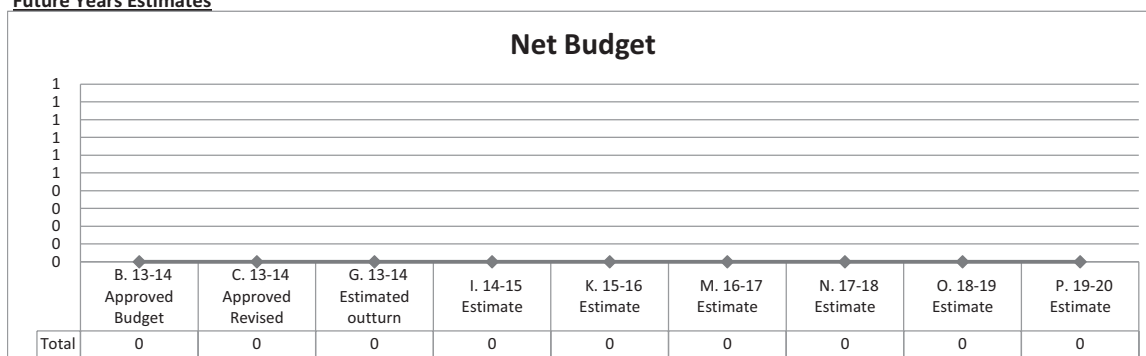 Future Years Estimates
Net Budget
1
1
1
1
1
1
0
0
0
0
0
B. 13-14 Approved Budget
C. 13-14 Approved Revised
G. 13-14 Estimated outturn
I. 14-15 Estimate
K. 15-16 Estimate
M. 16-17 Estimate
N. 17-18 Estimate
O. 18-19 Estimate
P. 19-20 Estimate
Total 0 0 0 0 0 0 0 0 0